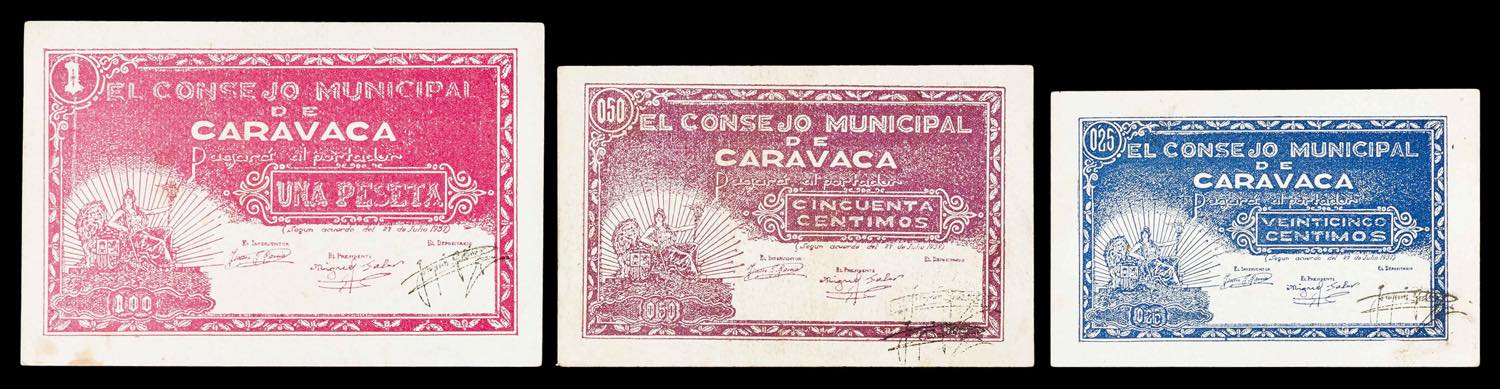 1
EL CONSEJO MUNICIPAL
DE
CARAVACA
Pagará al portador
UNA PESETA
(Según acuerdo del 27 de Julio 1937)
EL INTERVENTOR
EL PRESIDENTE
EL DEPOSITARIO
Miguel
1'00
0'50
EL CONSEJO MUNICIPAL
DE
CARAVACA
Pagará al portador
CINCUENTA
CENTIMOS
(Según acuerdo del 27 de Julio 1937)
EL INTERVENTOR
EL PRESIDENTE
EL DEPOSITARIO
Miguel
0'50
0'25
EL CONSEJO MUNICIPAL
DE
CARAVACA
Pagará al portador
VEINTICINCO
CENTIMOS
(Según acuerdo del 27 de Julio 1937)
EL INTERVENTOR
EL PRESIDENTE
EL DEPOSITARIO
Miguel
0'25